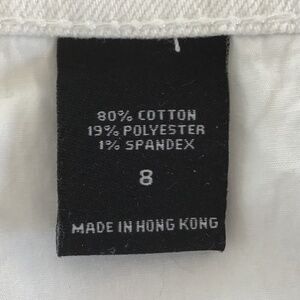 80% COTTON
19% POLYESTER
1% SPANDEX
8
MADE IN HONG KONG